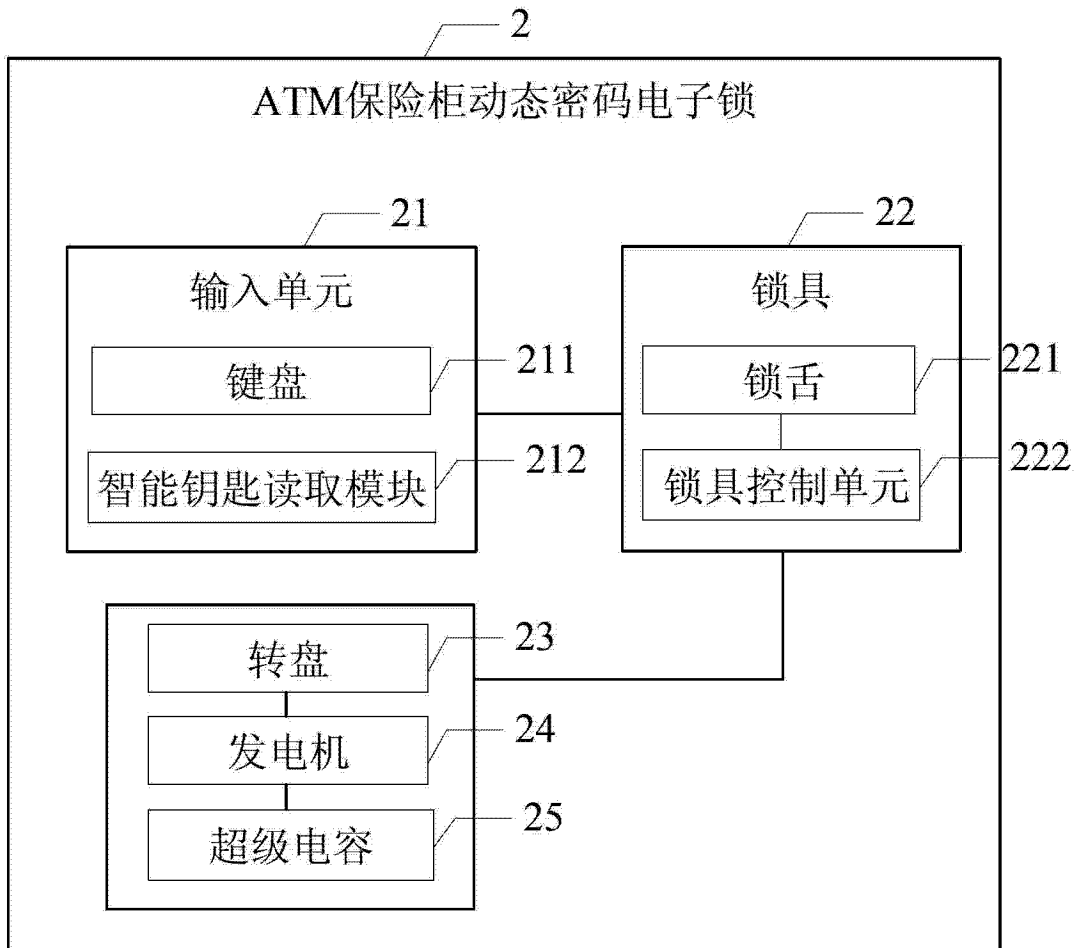 2
ATM保险柜动态密码电子锁
21
输入单元
键盘
211
智能钥匙读取模块
212
22
锁具
锁舌
221
锁具控制单元
222
转盘
23
发电机
24
超级电容
25